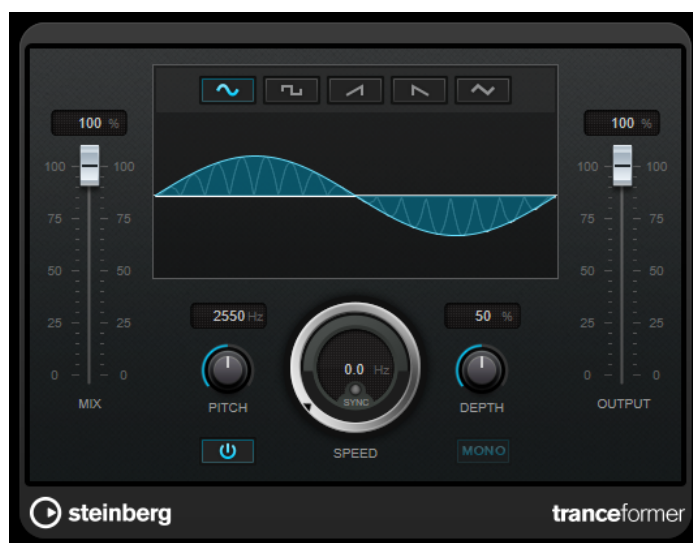 100 %
100 %
100 100
100 100
75 75
75 75
50 50
50 50
2550 Hz
50 %
25 25
25 25
0.0 Hz
0 0
0 0
SYNC
MIX
PITCH
DEPTH
OUTPUT
SPEED
MONO
steinberg
tranceformer